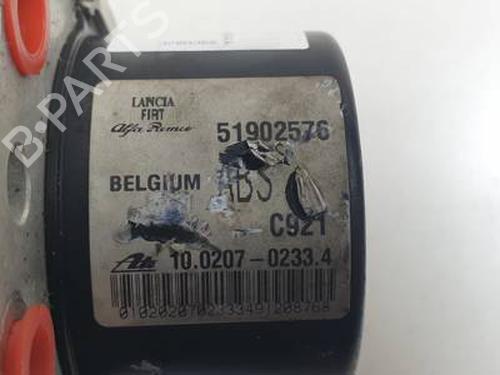 B-PARTS
LANCIA
FIAT
Alfa Romeo
51902576
BELGIUM ABS
C921
Ate 10.0207-0233.4